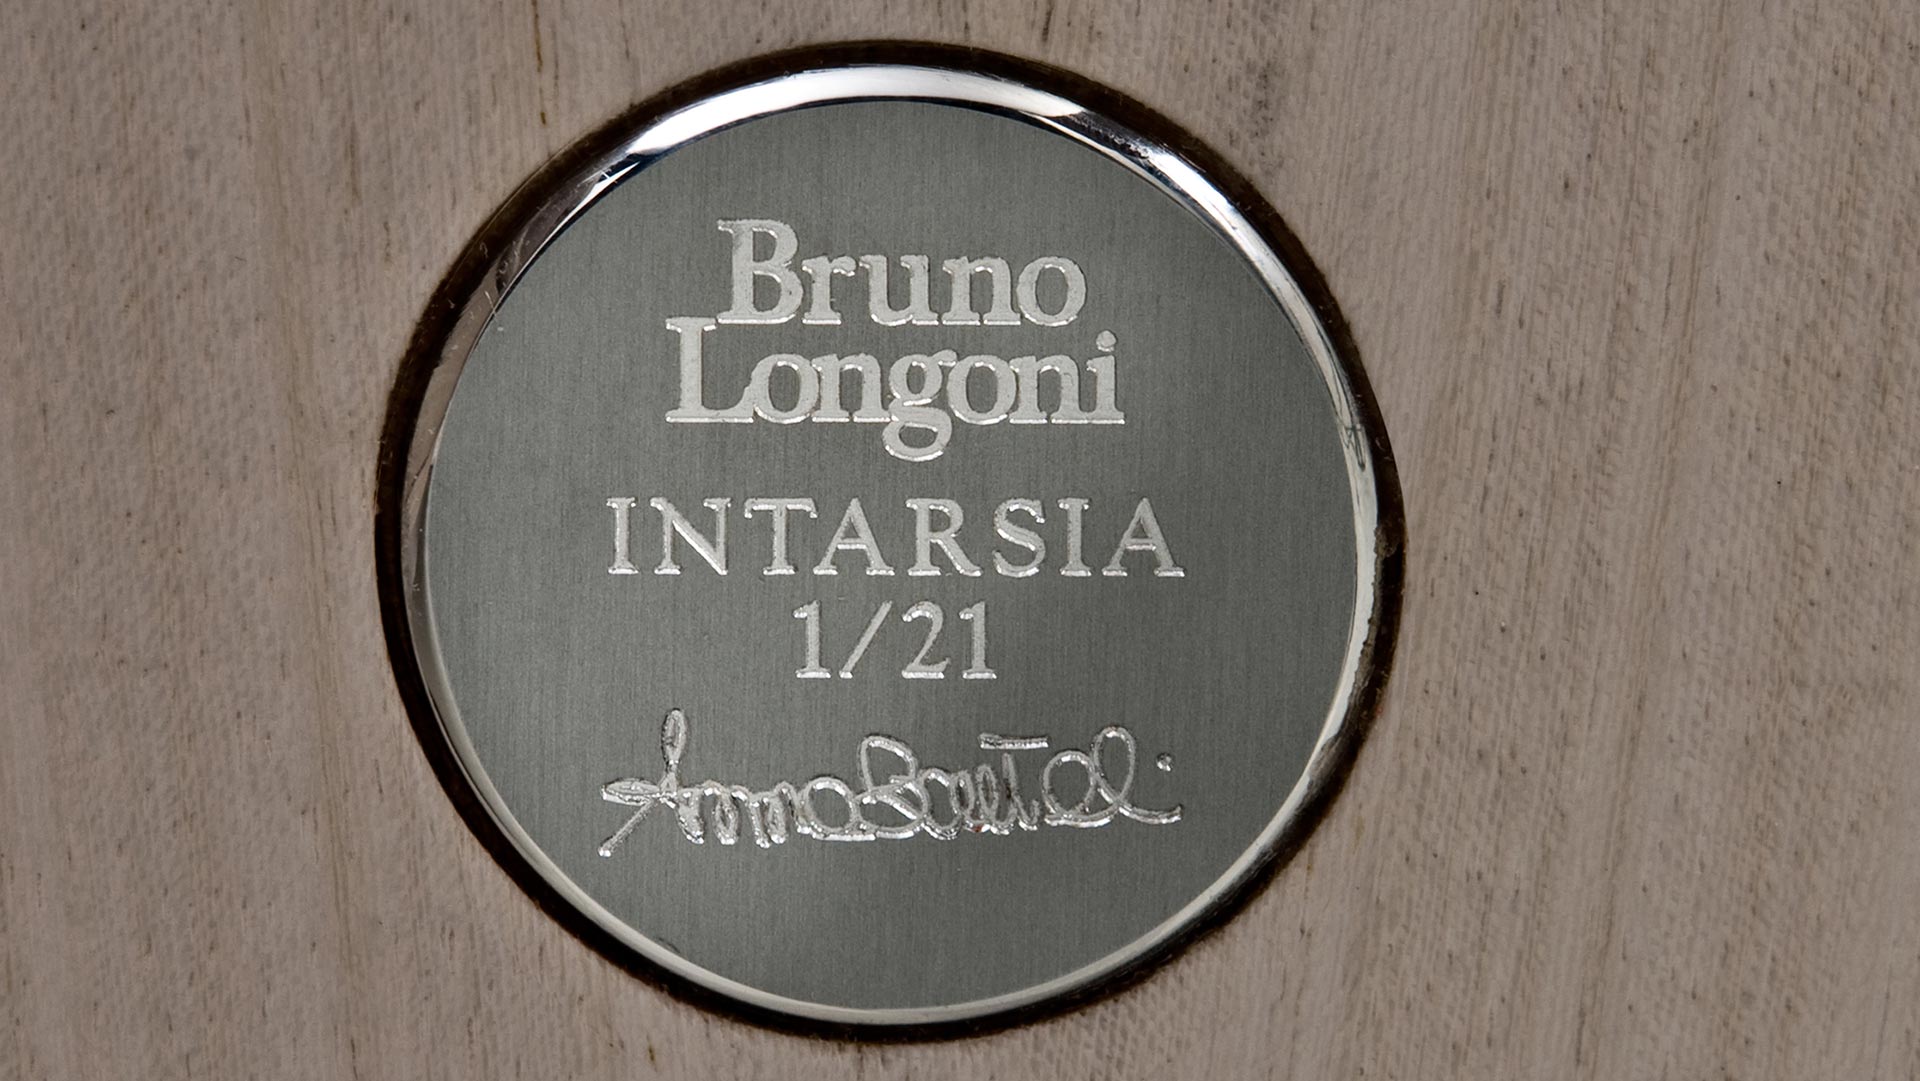 Bruno
Longoni
INTARSIA
1/21